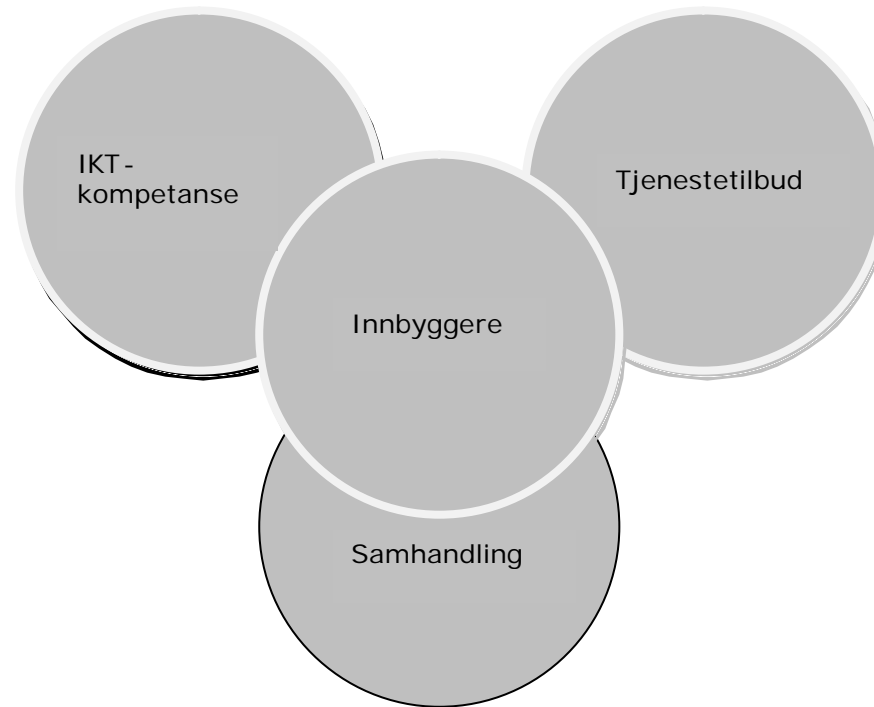 IKT-
kompetanse
Tjenestetilbud
Innbyggere
Samhandling